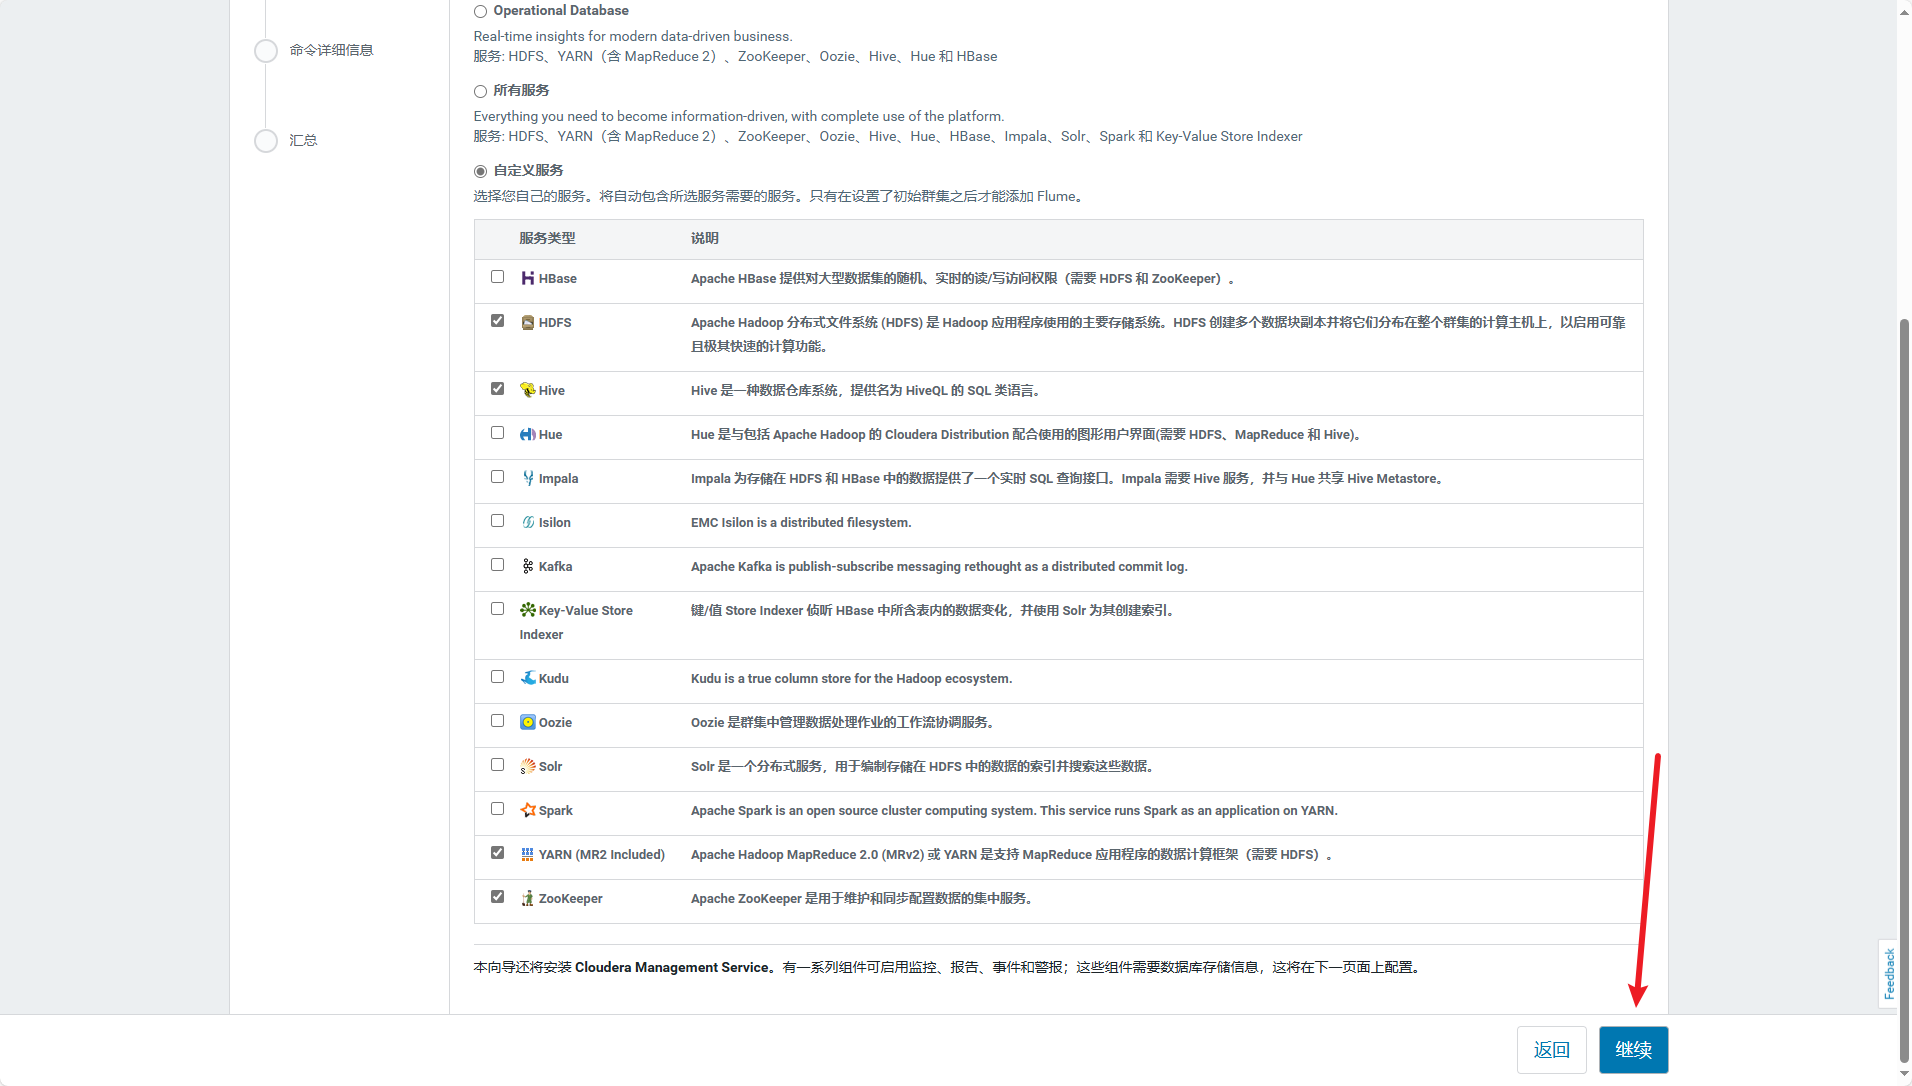 命令详细信息
汇总
Operational Database
Real-time insights for modern data-driven business.
服务: HDFS、YARN（含 MapReduce 2）、ZooKeeper、Oozie、Hive、Hue 和 HBase
所有服务
Everything you need to become information-driven, with complete use of the platform.
服务: HDFS、YARN（含 MapReduce 2）、ZooKeeper、Oozie、Hive、Hue、HBase、Impala、Solr、Spark 和 Key-Value Store Indexer
自定义服务
选择您自己的服务。将自动包含所选服务需要的服务。只有在设置了初始群集之后才能添加 Flume。
服务类型 说明
HBase Apache HBase 提供对大型数据集的随机、实时的读/写访问权限（需要 HDFS 和 ZooKeeper）。
HDFS Apache Hadoop 分布式文件系统 (HDFS) 是 Hadoop 应用程序使用的主要存储系统。HDFS 创建多个数据块副本并将它们分布在整个群集的计算主机上，以启用可靠
且极其快速的计算功能。
Hive Hive 是一种数据仓库系统，提供名为 HiveQL 的 SQL 类语言。
Hue Hue 是与包括 Apache Hadoop 的 Cloudera Distribution 配合使用的图形用户界面(需要 HDFS、MapReduce 和 Hive)。
Impala Impala 为存储在 HDFS 和 HBase 中的数据提供了一个实时 SQL 查询接口。Impala 需要 Hive 服务，并与 Hue 共享 Hive Metastore。
Isilon EMC Isilon is a distributed filesystem.
Kafka Apache Kafka is publish-subscribe messaging rethought as a distributed commit log.
Key-Value Store 键/值 Store Indexer 侦听 HBase 中所含表内的数据变化，并使用 Solr 为其创建索引。
Indexer
Kudu Kudu is a true column store for the Hadoop ecosystem.
Oozie Oozie 是群集中管理数据处理作业的工作流协调服务。
Solr Solr 是一个分布式服务，用于编制存储在 HDFS 中的数据的索引并搜索这些数据。
Spark Apache Spark is an open source cluster computing system. This service runs Spark as an application on YARN.
YARN (MR2 Included) Apache Hadoop MapReduce 2.0 (MRv2) 或 YARN 是支持 MapReduce 应用程序的数据计算框架（需要 HDFS）。
ZooKeeper Apache ZooKeeper 是用于维护和同步配置数据的集中服务。
本向导还将安装 Cloudera Management Service。有一系列组件可启用监控、报告、事件和警报；这些组件需要数据库存储信息，这将在下一页面上配置。
Feedback
返回 继续